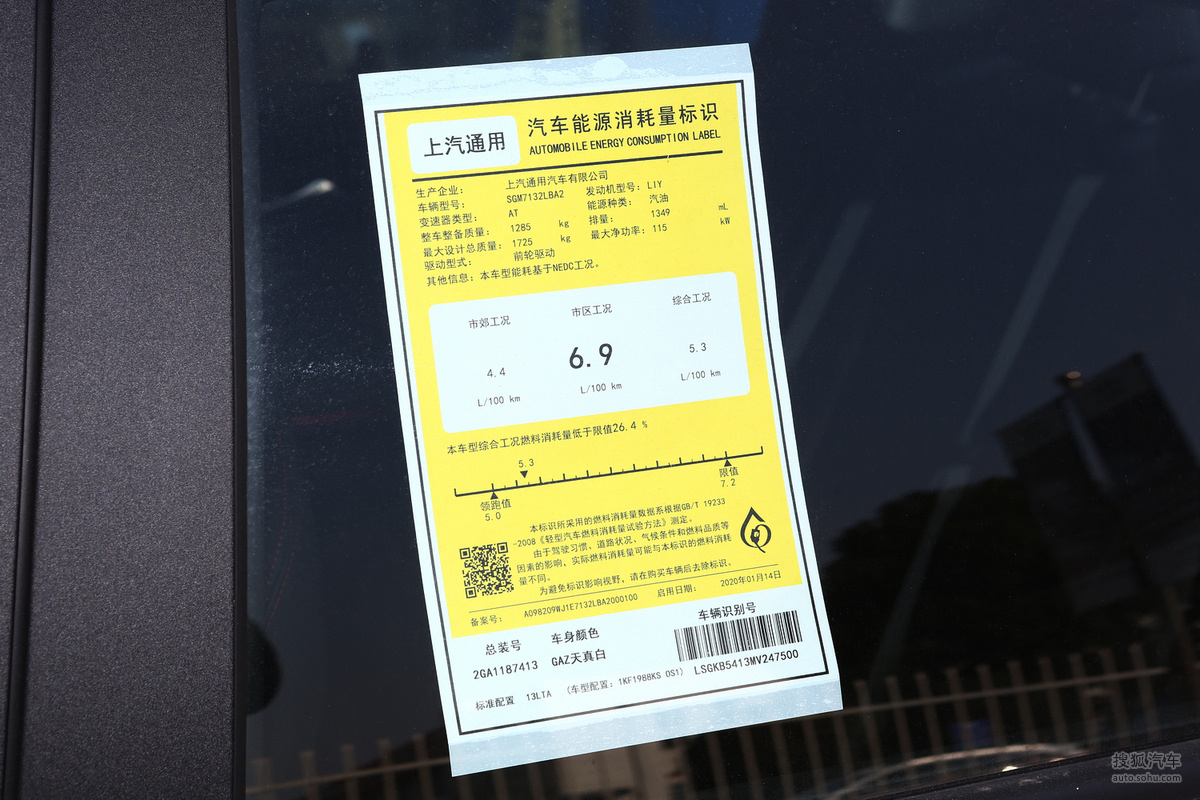 上汽通用
汽车能源消耗量标识
AUTOMOBILE ENERGY CONSUMPTION LABEL
生产企业： 上汽通用汽车有限公司
车辆型号： SGM7132LBA2 发动机型号： LIY
变速器类型： AT 能源种类： 汽油
整车整备质量： 1285 kg 排量： 1349 mL
最大设计总质量： 1725 kg 最大净功率： 115 kW
驱动型式： 前轮驱动
其他信息：本车型能耗基于NEDC工况。
市郊工况 市区工况 综合工况
4.4 6.9 5.3
L/100 km L/100 km L/100 km
本车型综合工况燃料消耗量低于限值26.4 %
5.3
领跑值 限值
5.0 7.2
本标识所采用的燃料消耗量数据系根据GB/T 19233
-2008《轻型汽车燃料消耗量试验方法》测定。
由于驾驶习惯、道路状况、气候条件和燃料品质等
因素的影响，实际燃料消耗量可能与本标识的燃料消耗
量不同。
为避免标识影响视野，请在购买车辆后去除标识。
备案号： A098209WJ1E7132LBA2000100 启用日期： 2020年01月14日
总装号 车身颜色 车辆识别号
2GA1187413 GAZ天真白
LSGKB5413MV247500
标准配置 13LTA (车型配置：1KF1988KS OS1)
搜狐汽车
auto.sohu.com